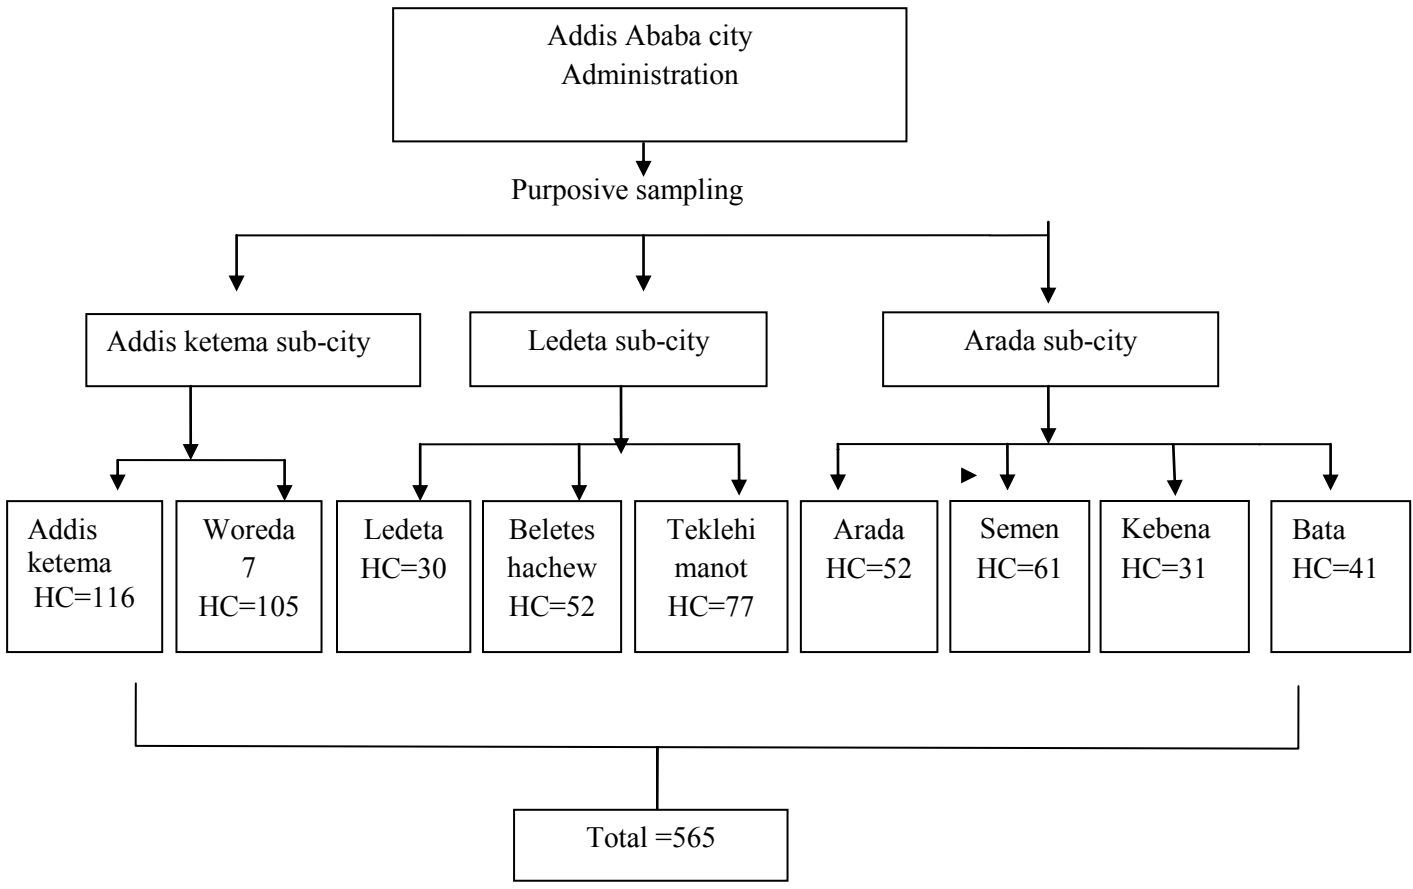 Addis Ababa city
Administration
Purposive sampling
Addis ketema sub-city
Ledeta sub-city
Arada sub-city
Addis
ketema
HC=116
Woreda
7
HC=105
Ledeta
HC=30
Beletes
hachew
HC=52
Teklehi
manot
HC=77
Arada
HC=52
Semen
HC=61
Kebena
HC=31
Bata
HC=41
Total =565